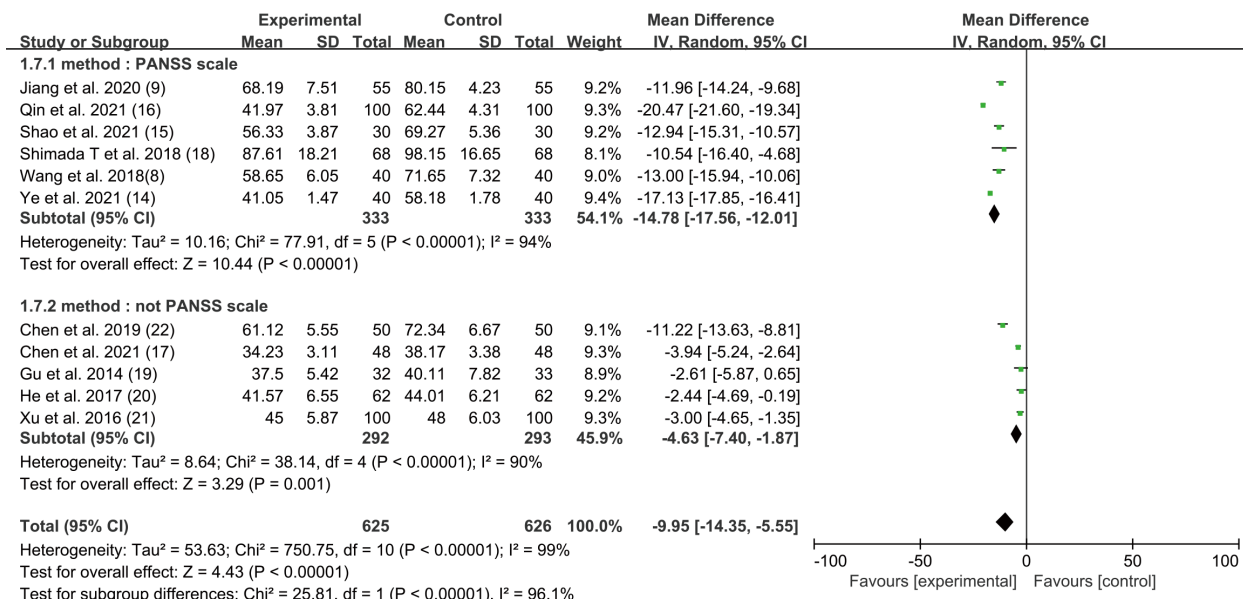 Experimental Control Mean Difference Mean Difference
Study or Subgroup Mean SD Total Mean SD Total Weight IV, Random, 95% CI IV, Random, 95% CI
1.7.1 method : PANSS scale
Jiang et al. 2020 (9) 68.19 7.51 55 80.15 4.23 55 9.2% -11.96 [-14.24, -9.68]
Qin et al. 2021 (16) 41.97 3.81 100 62.44 4.31 100 9.3% -20.47 [-21.60, -19.34]
Shao et al. 2021 (15) 56.33 3.87 30 69.27 5.36 30 9.2% -12.94 [-15.31, -10.57]
Shimada T et al. 2018 (18) 87.61 18.21 68 98.15 16.65 68 8.1% -10.54 [-16.40, -4.68]
Wang et al. 2018(8) 58.65 6.05 40 71.65 7.32 40 9.0% -13.00 [-15.94, -10.06]
Ye et al. 2021 (14) 41.05 1.47 40 58.18 1.78 40 9.4% -17.13 [-17.85, -16.41]
Subtotal (95% CI) 333 333 54.1% -14.78 [-17.56, -12.01]
Heterogeneity: Tau² = 10.16; Chi² = 77.91, df = 5 (P < 0.00001); I² = 94%
Test for overall effect: Z = 10.44 (P < 0.00001)
1.7.2 method : not PANSS scale
Chen et al. 2019 (22) 61.12 5.55 50 72.34 6.67 50 9.1% -11.22 [-13.63, -8.81]
Chen et al. 2021 (17) 34.23 3.11 48 38.17 3.38 48 9.3% -3.94 [-5.24, -2.64]
Gu et al. 2014 (19) 37.5 5.42 32 40.11 7.82 33 8.9% -2.61 [-5.87, 0.65]
He et al. 2017 (20) 41.57 6.55 62 44.01 6.21 62 9.2% -2.44 [-4.69, -0.19]
Xu et al. 2016 (21) 45 5.87 100 48 6.03 100 9.3% -3.00 [-4.65, -1.35]
Subtotal (95% CI) 292 293 45.9% -4.63 [-7.40, -1.87]
Heterogeneity: Tau² = 8.64; Chi² = 38.14, df = 4 (P < 0.00001); I² = 90%
Test for overall effect: Z = 3.29 (P = 0.001)
Total (95% CI) 625 626 100.0% -9.95 [-14.35, -5.55]
Heterogeneity: Tau² = 53.63; Chi² = 750.75, df = 10 (P < 0.00001); I² = 99%
Test for overall effect: Z = 4.43 (P < 0.00001)
Test for subgroup differences: Chi² = 25.81, df = 1 (P < 0.00001), I² = 96.1%
-100 -50 0 50 100
Favours [experimental] Favours [control]